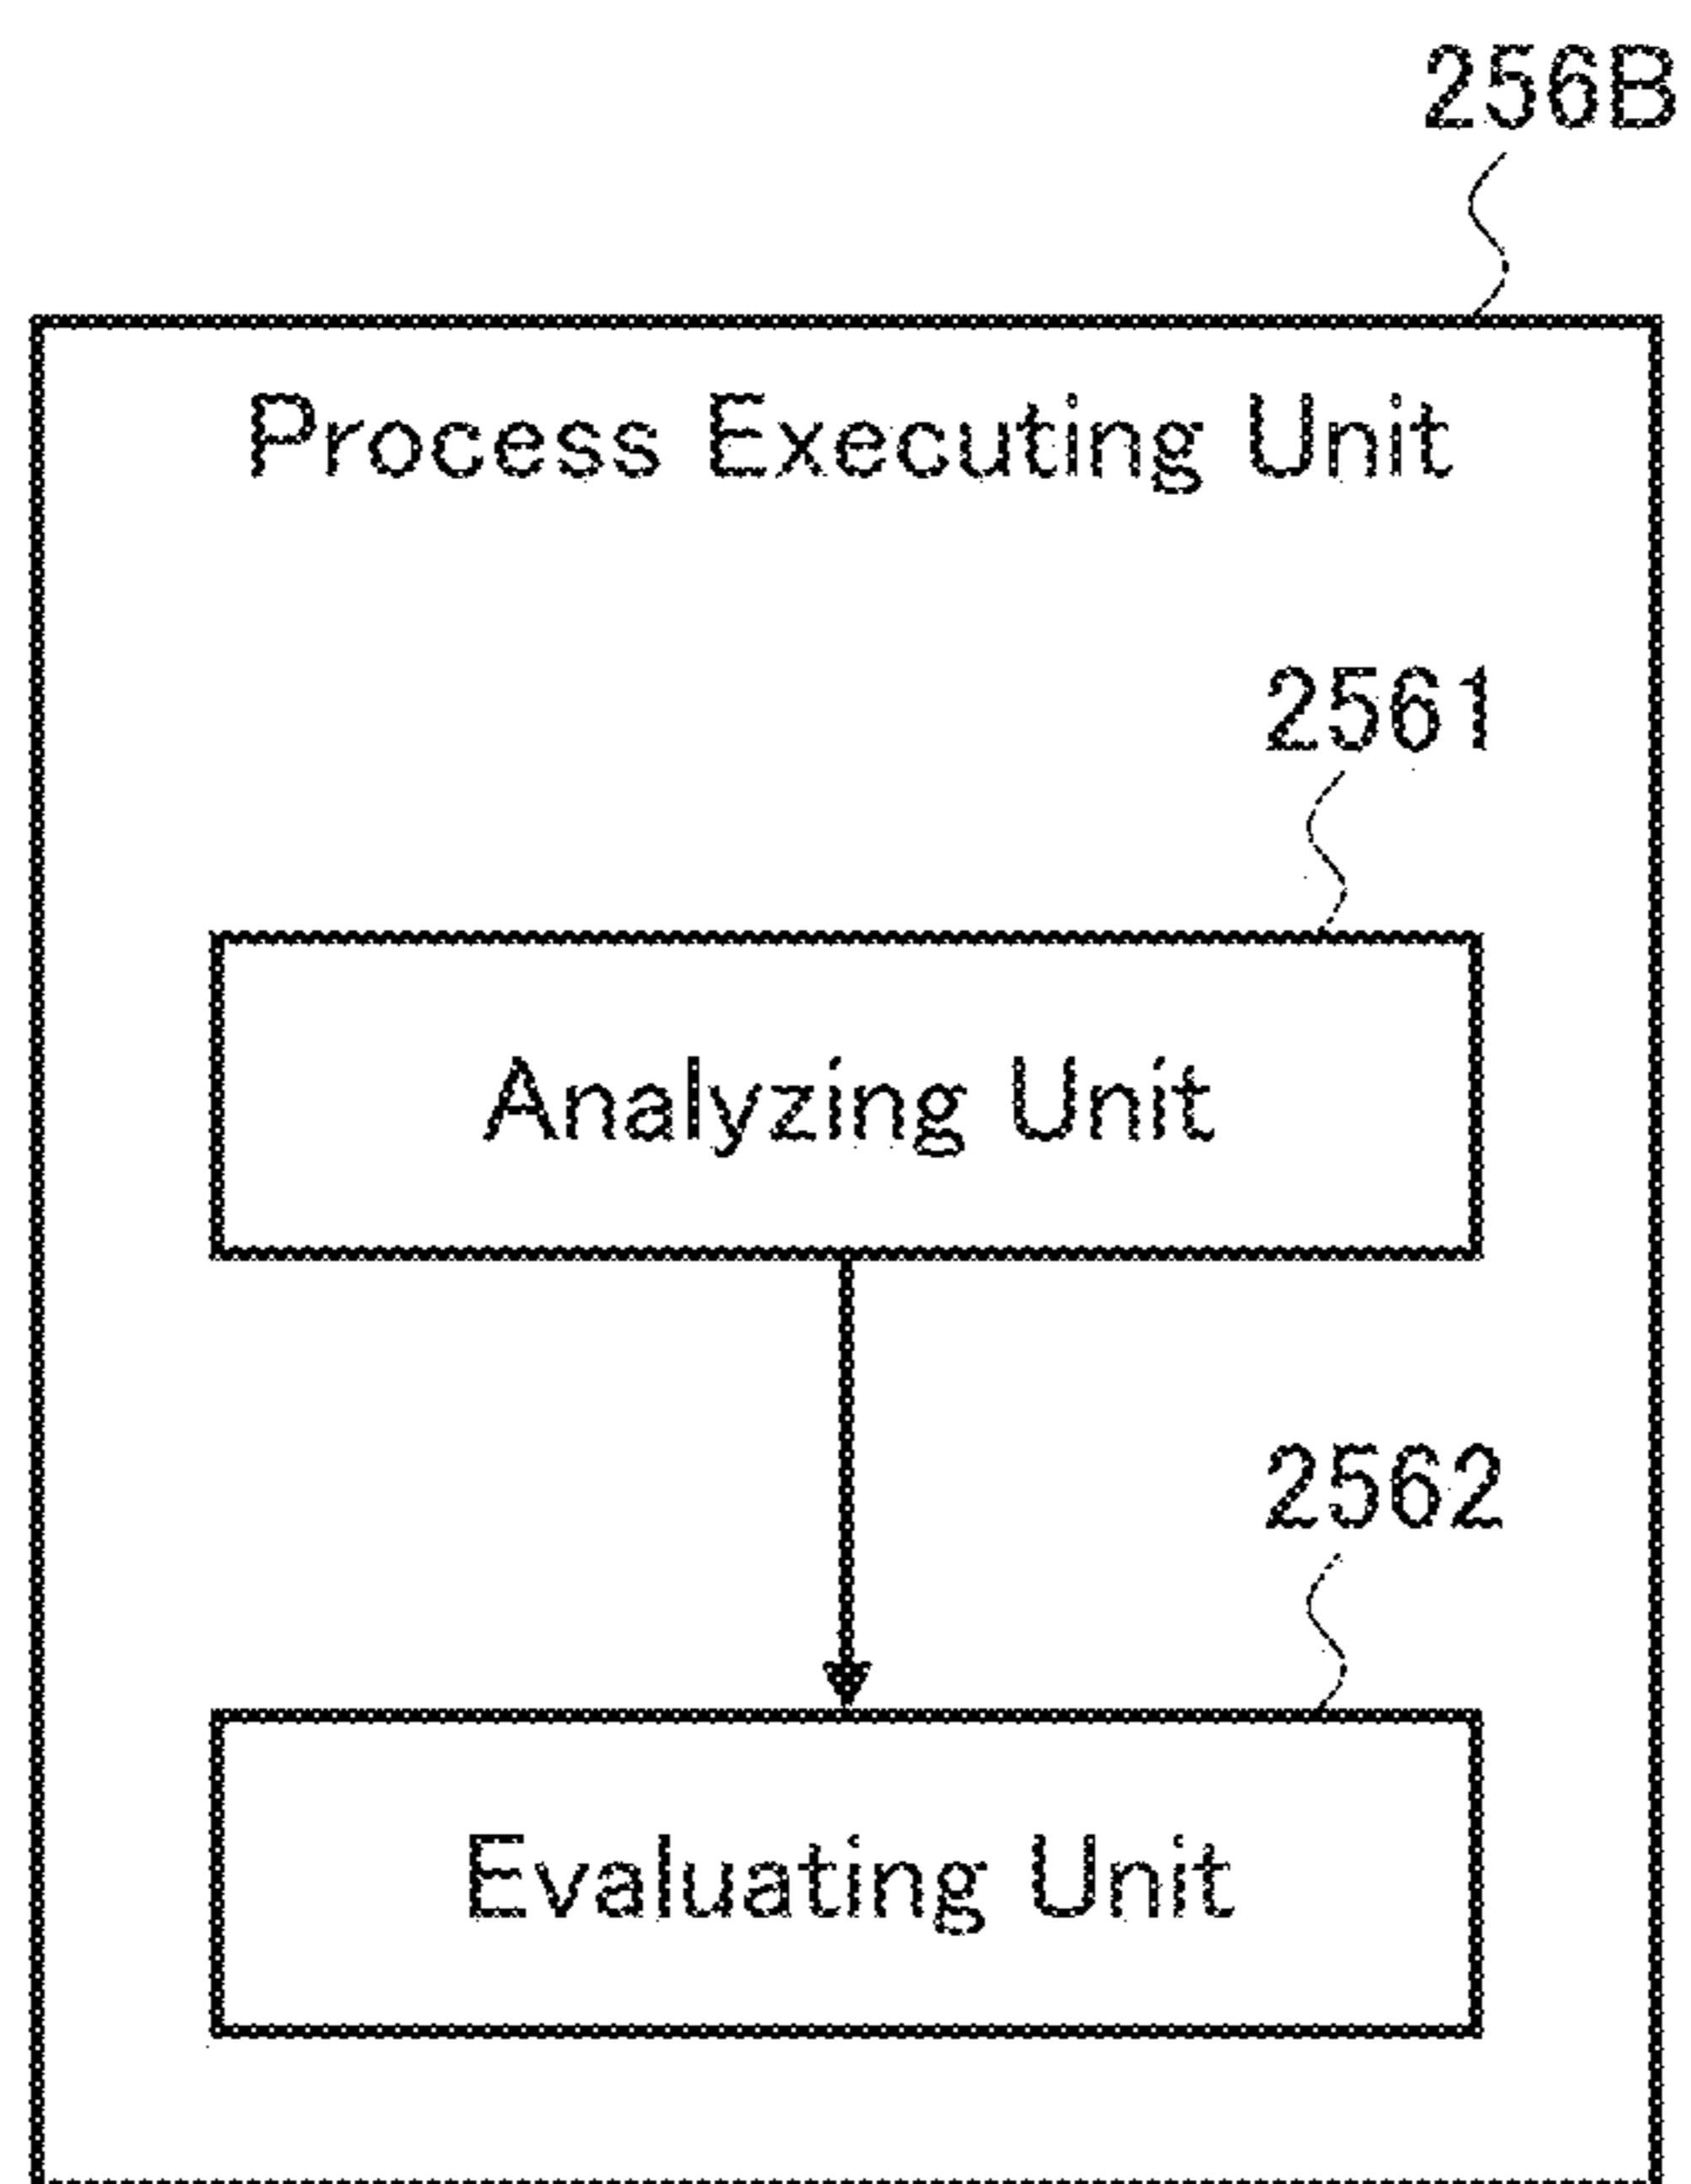 256B
Process Executing Unit
2561
Analyzing Unit
2562
Evaluating Unit